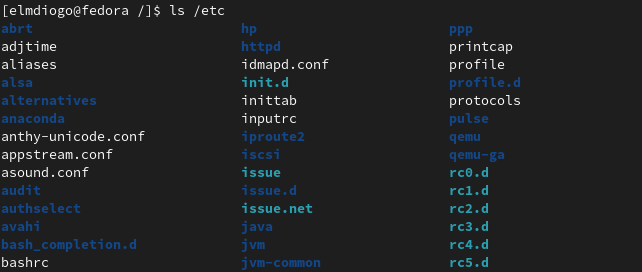 [elmdiogo@fedora /]$ ls /etc
abrt hp ppp
adjtime httpd printcap
aliases idmapd.conf profile
alsa init.d profile.d
alternatives inittab protocols
anaconda inputrc pulse
anthy-unicode.conf iproute2 qemu
appstream.conf iscsi qemu-ga
asound.conf issue rc0.d
audit issue.d rc1.d
authselect issue.net rc2.d
avahi java rc3.d
bash_completion.d jvm rc4.d
bashrc jvm-common rc5.d